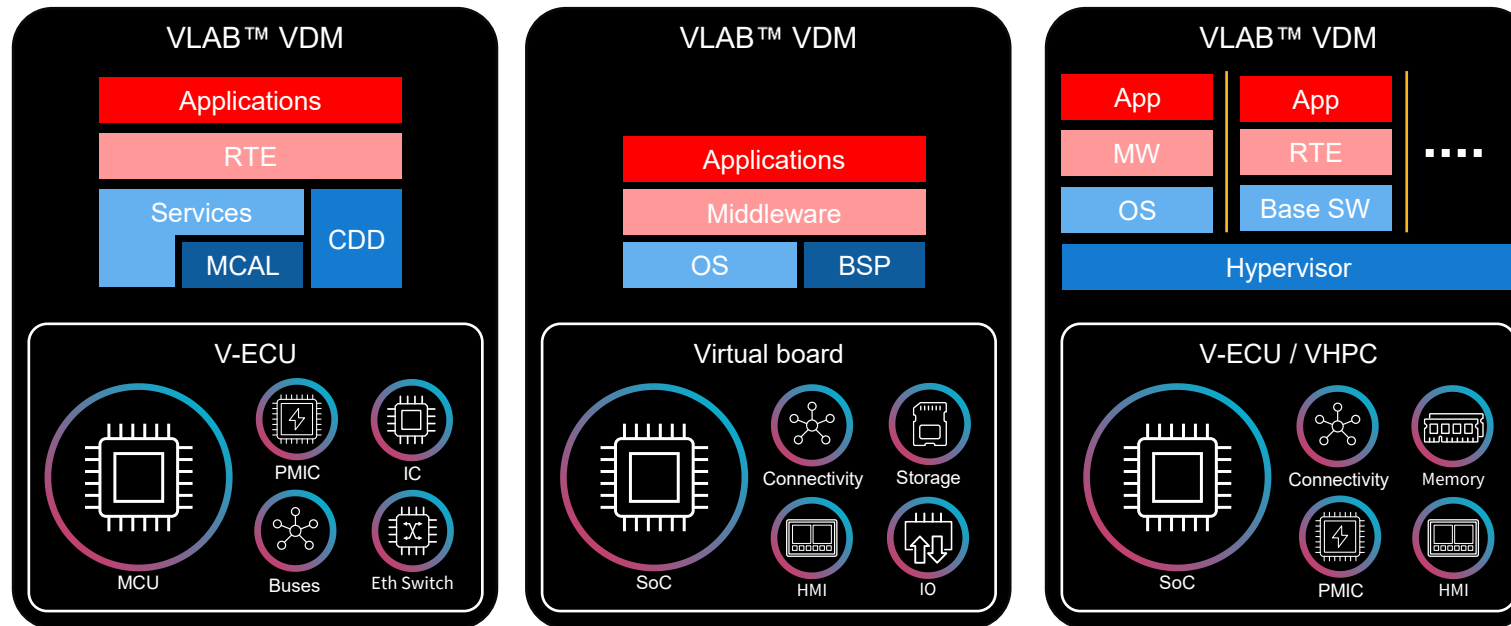 VLAB™ VDM
Applications
RTE
Services
CDD
MCAL
V-ECU
PMIC
IC
MCU
Buses
Eth Switch
VLAB™ VDM
Applications
Middleware
OS
BSP
Virtual board
Connectivity
Storage
SoC
HMI
IO
VLAB™ VDM
App
App
MW
RTE
....
OS
Base SW
Hypervisor
V-ECU / VHPC
Connectivity
Memory
SoC
PMIC
HMI